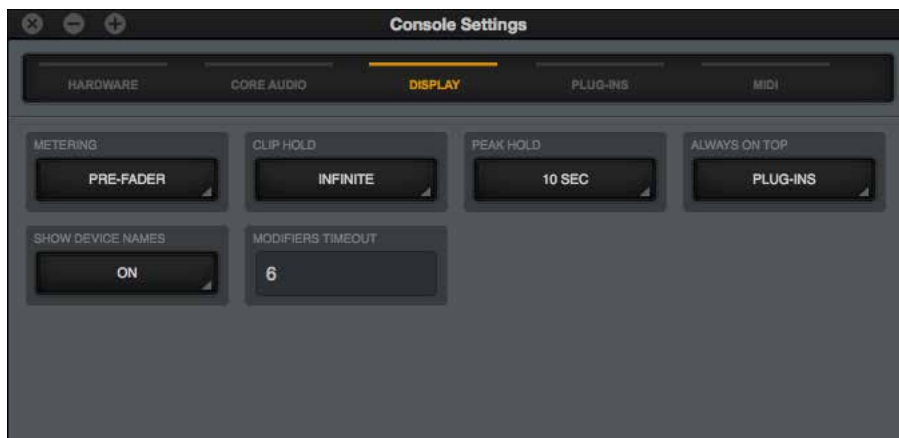 Console Settings
HARDWARE CORE AUDIO DISPLAY PLUG-INS MIDI
METERING CLIP HOLD PEAK HOLD ALWAYS ON TOP
PRE-FADER INFINITE 10 SEC PLUG-INS
SHOW DEVICE NAMES MODIFIERS TIMEOUT
ON 6